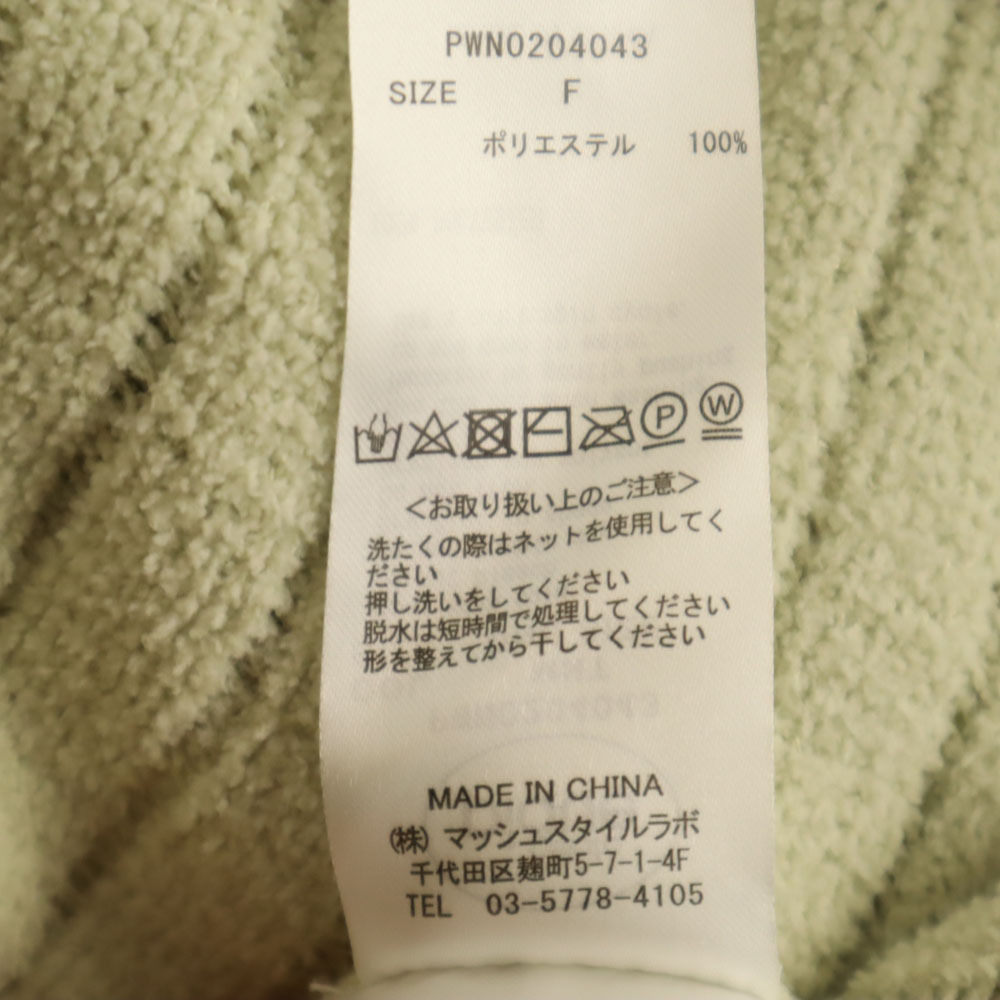 PWNO204043
SIZE F
ポリエステル 100%
P W
＜お取り扱い上のご注意＞
洗たくの際はネットを使用してく
ださい
押し洗いをしてください
脱水は短時間で処理してください
形を整えてから干してください
MADE IN CHINA
(株) マッシュスタイルラボ
千代田区麹町5-7-1-4F
TEL 03-5778-4105